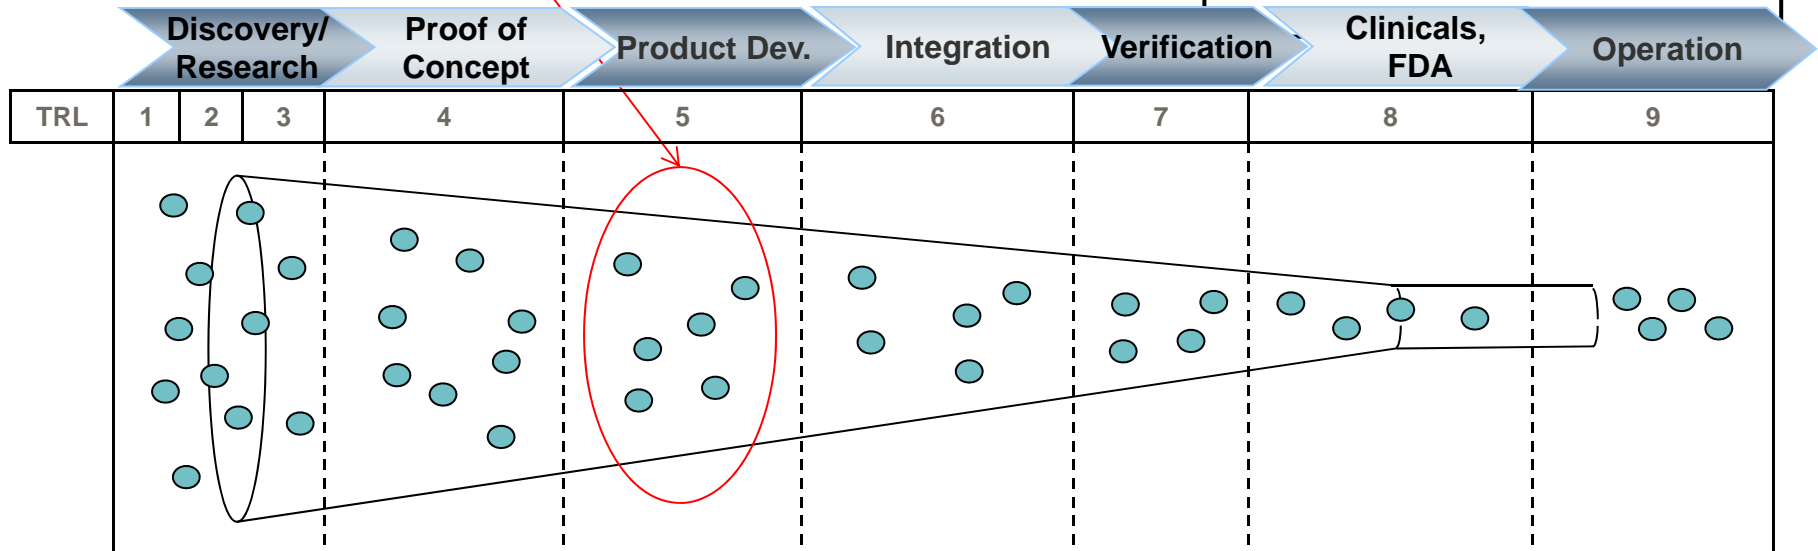 Discovery/
Research
Proof of
Concept
Product Dev.
Integration
Verification
Clinicals,
FDA
Operation
TRL 1 2 3 4 5 6 7 8 9